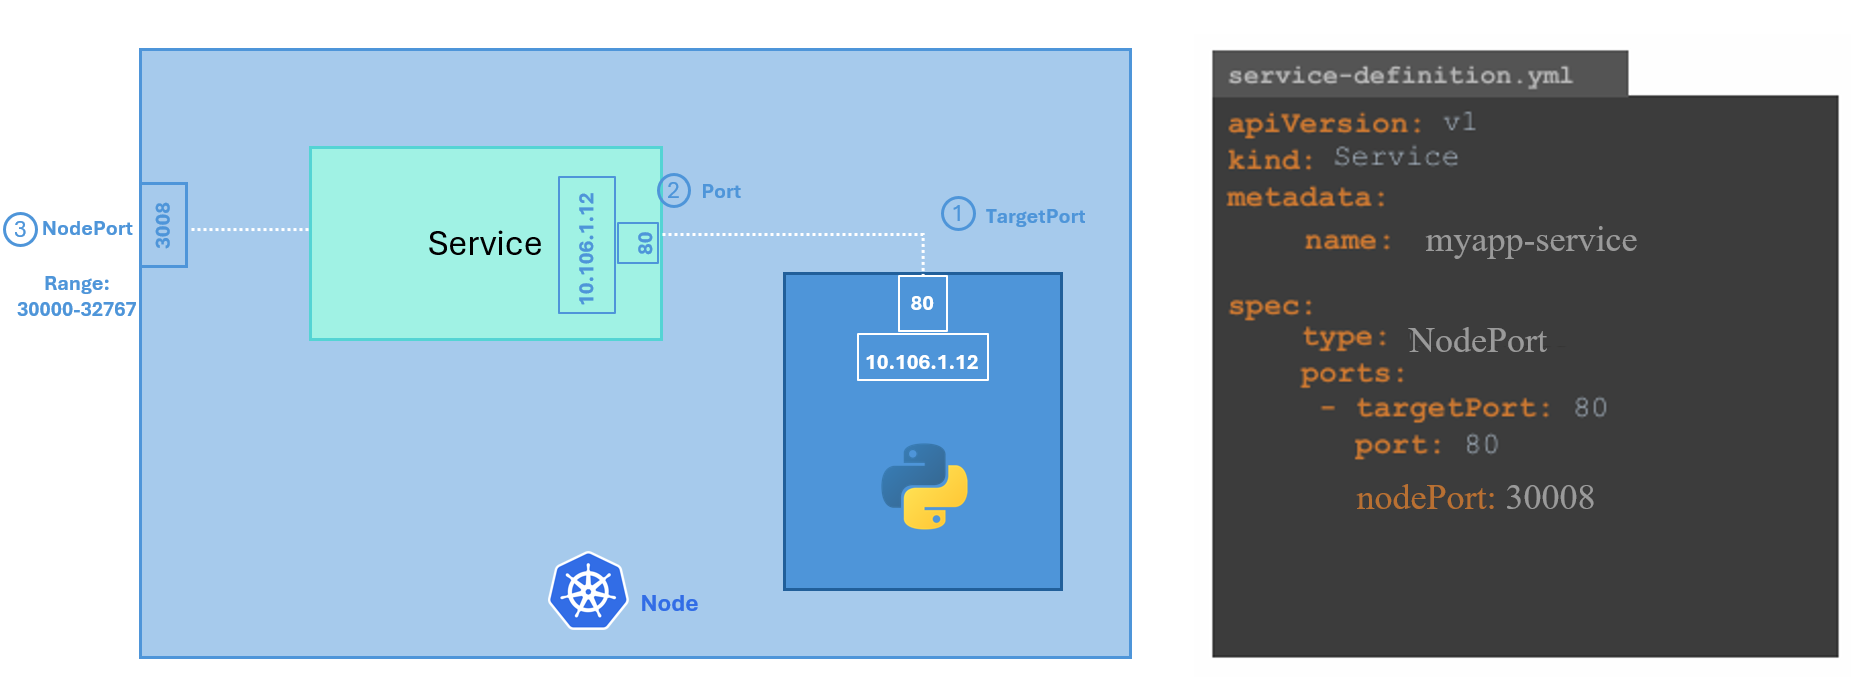 3 NodePort
Range:
30000-32767
3008
Service
10.106.1.12
80
2 Port
1 TargetPort
80
10.106.1.12
Node
service-definition.yml
apiVersion: v1
kind: Service
metadata:
name: myapp-service
spec:
type: NodePort
ports:
- targetPort: 80
port: 80
nodePort: 30008